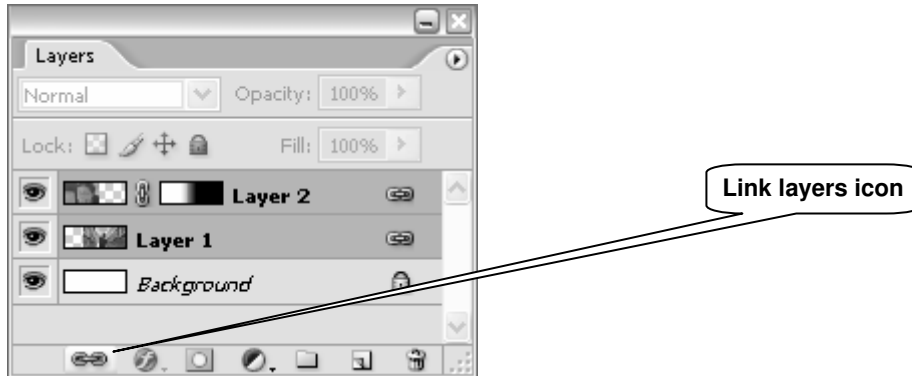 Layers
Normal Opacity: 100%
Lock: Fill: 100%
Link layers icon
Layer 2
Layer 1
Background